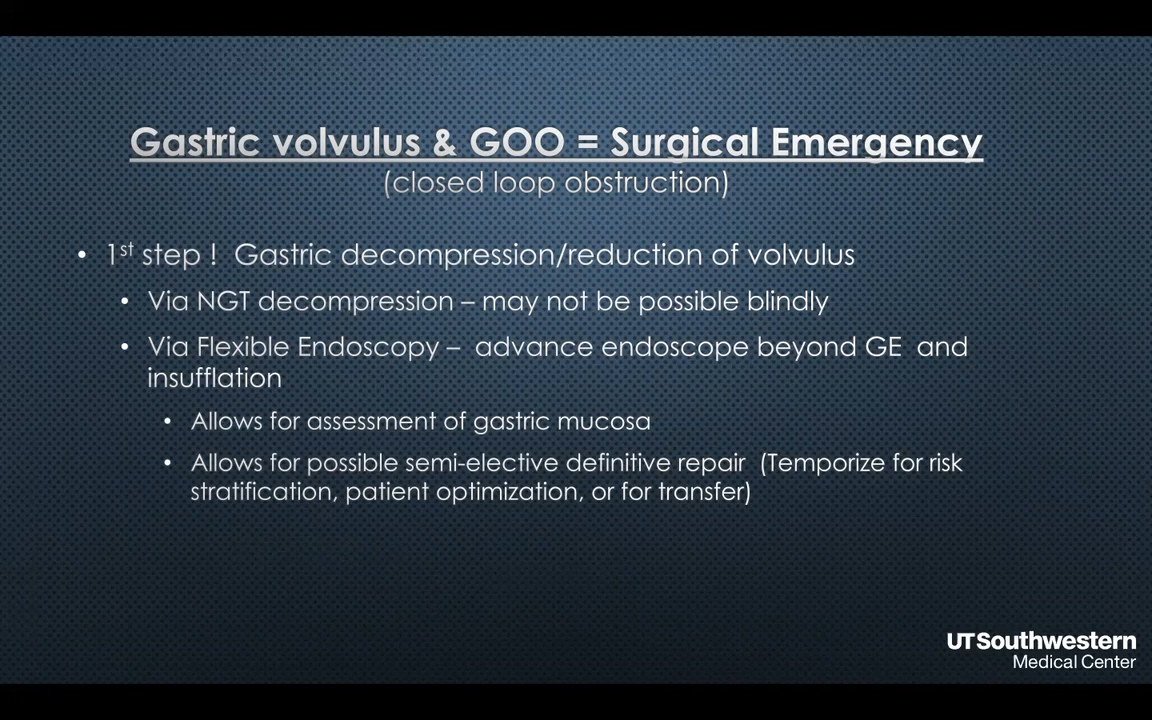 Gastric volvulus & GOO = Surgical Emergency
(closed loop obstruction)
• 1st step ! Gastric decompression/reduction of volvulus
• Via NGT decompression – may not be possible blindly
• Via Flexible Endoscopy – advance endoscope beyond GE and
insufflation
• Allows for assessment of gastric mucosa
• Allows for possible semi-elective definitive repair (Temporize for risk
stratification, patient optimization, or for transfer)
UTSouthwestern
Medical Center